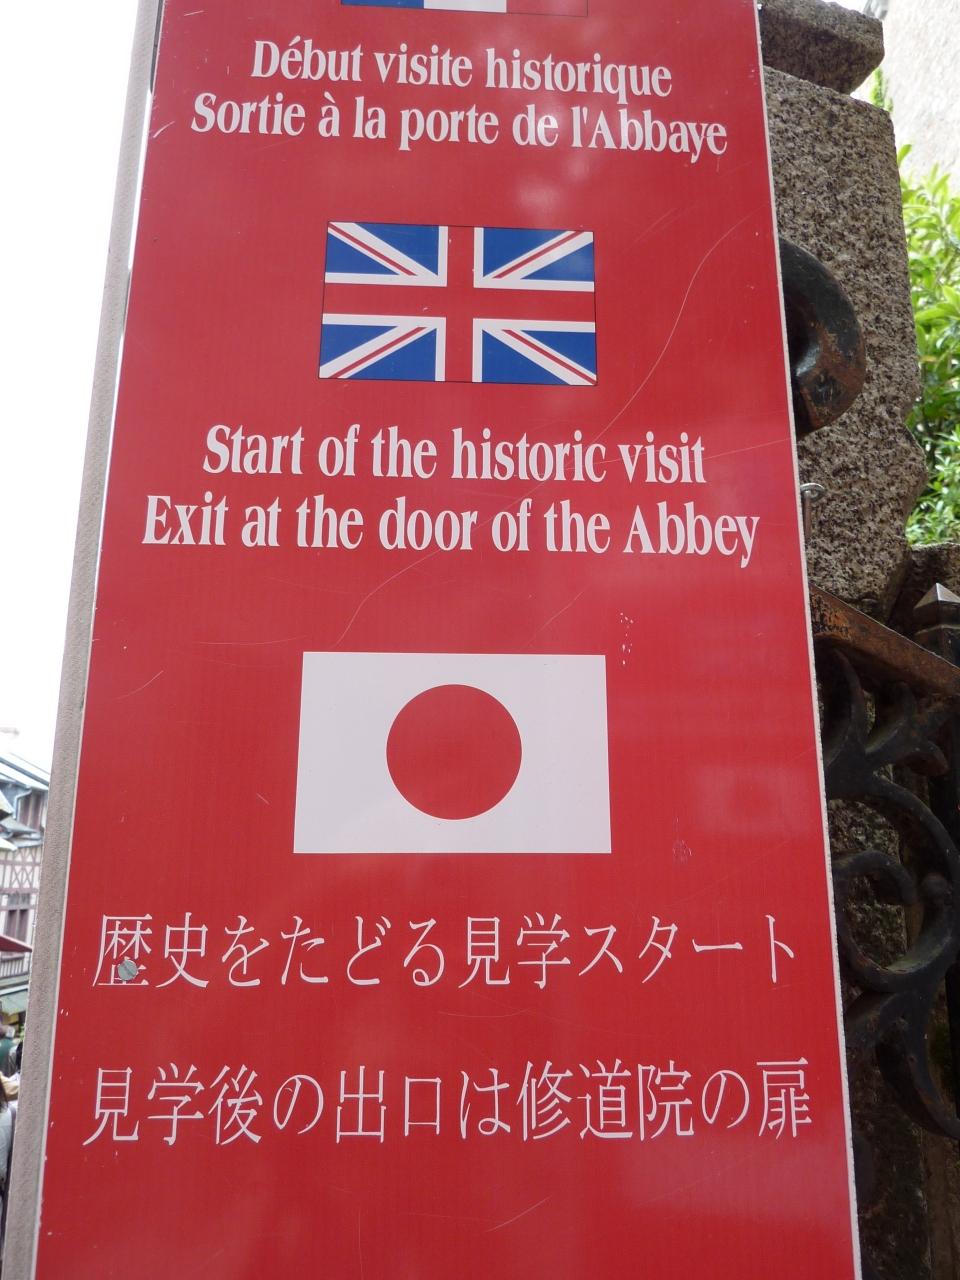 Début visite historique
Sortie à la porte de l'Abbaye
Start of the historic visit
Exit at the door of the Abbey
歴史をたどる見学スタート
見学後の出口は修道院の扉